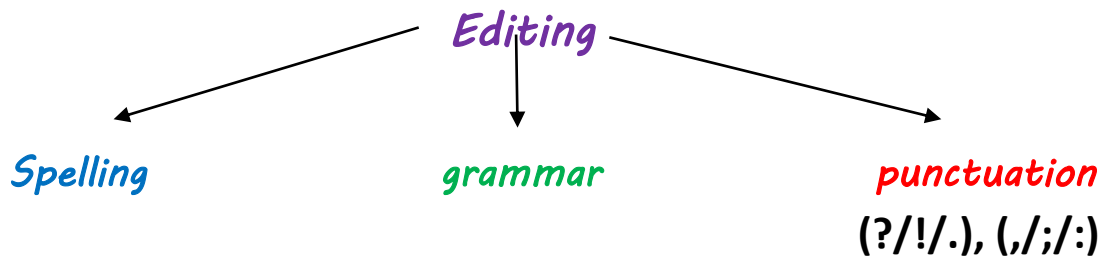 Editing
Spelling grammar punctuation
(?/!/.), (,/;/:)